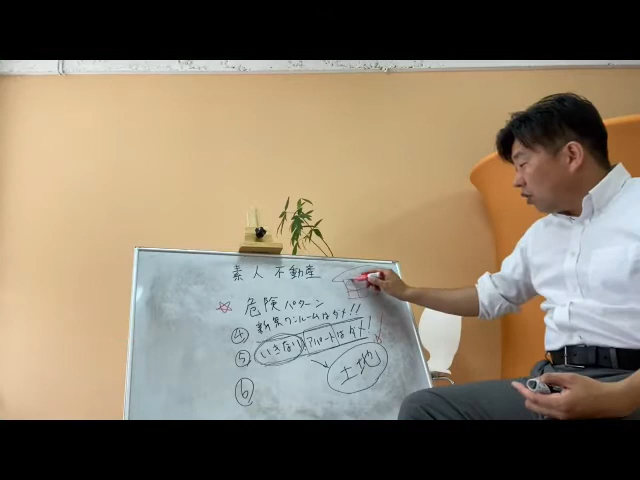 素人不動産
☆ 危険パターン
④ 新築ワンルームはダメ!!
⑤ いきなりアパートはダメ!
→ 土地
⑥